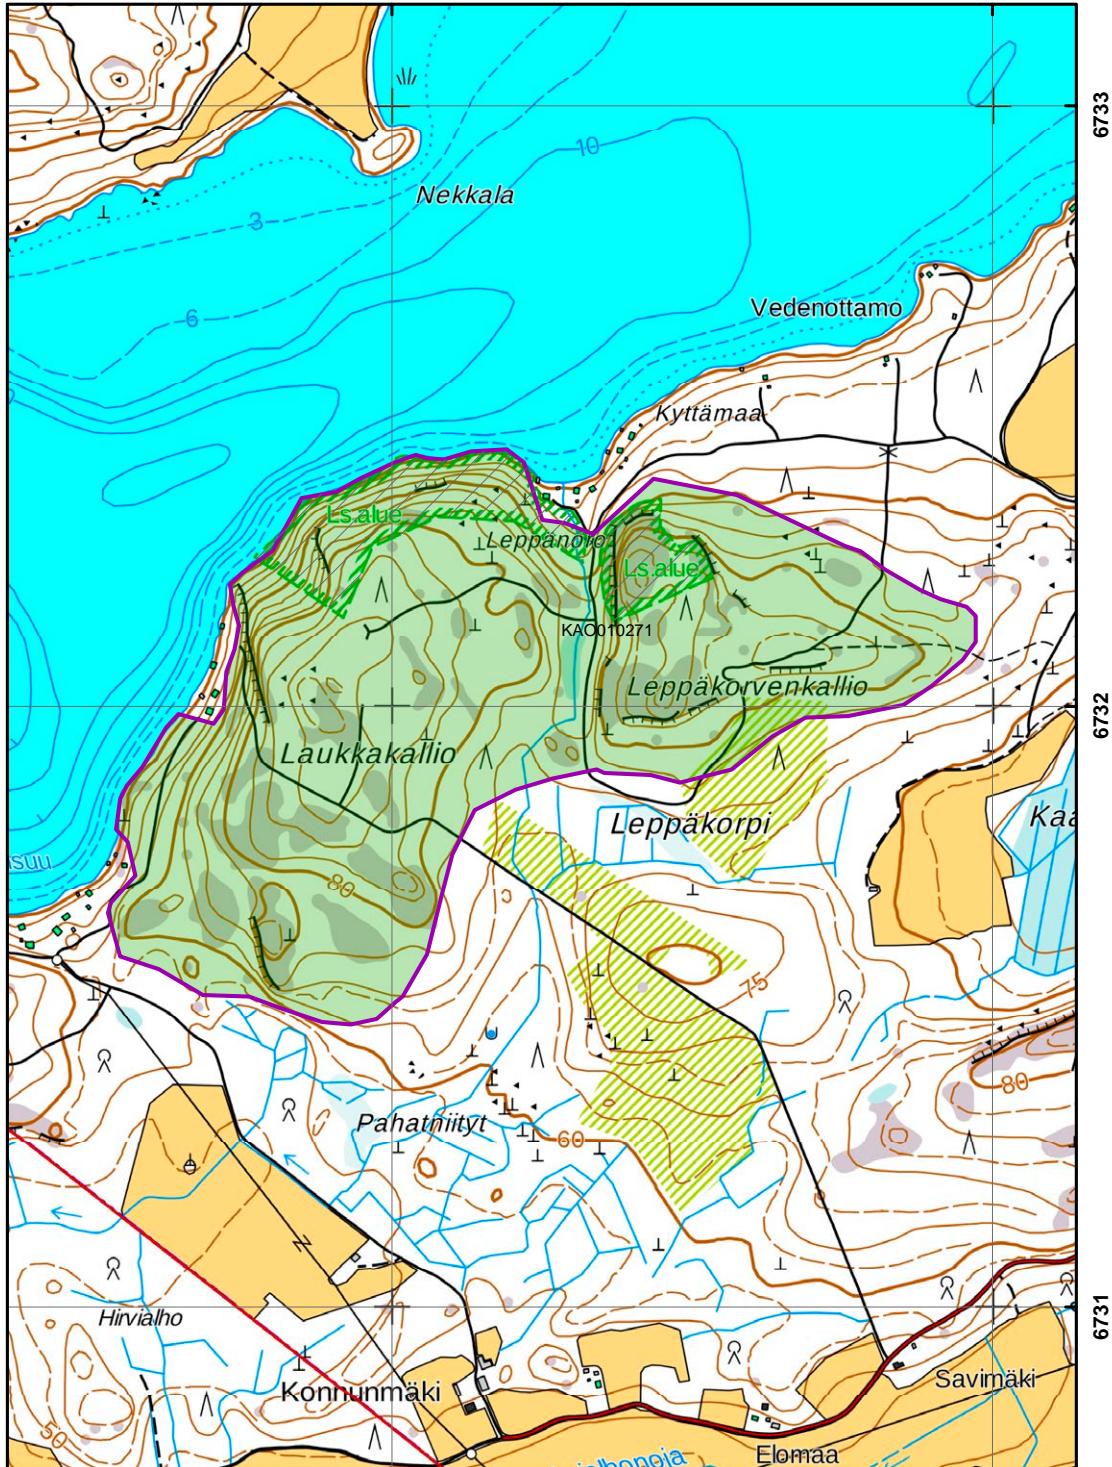 6733
10
Nekkala
3
6
Vedenottamo
Kyttämaa
Ls.alue
Leppänoro
Ls.alue
KAO010271
Leppäkorvenkallio
6732
Laukkakallio
Leppäkorpi
suu
80
75
80
Pahatniityt
60
Hirvialho
6731
Konnunmäki
Savimäki
50
Elomaa